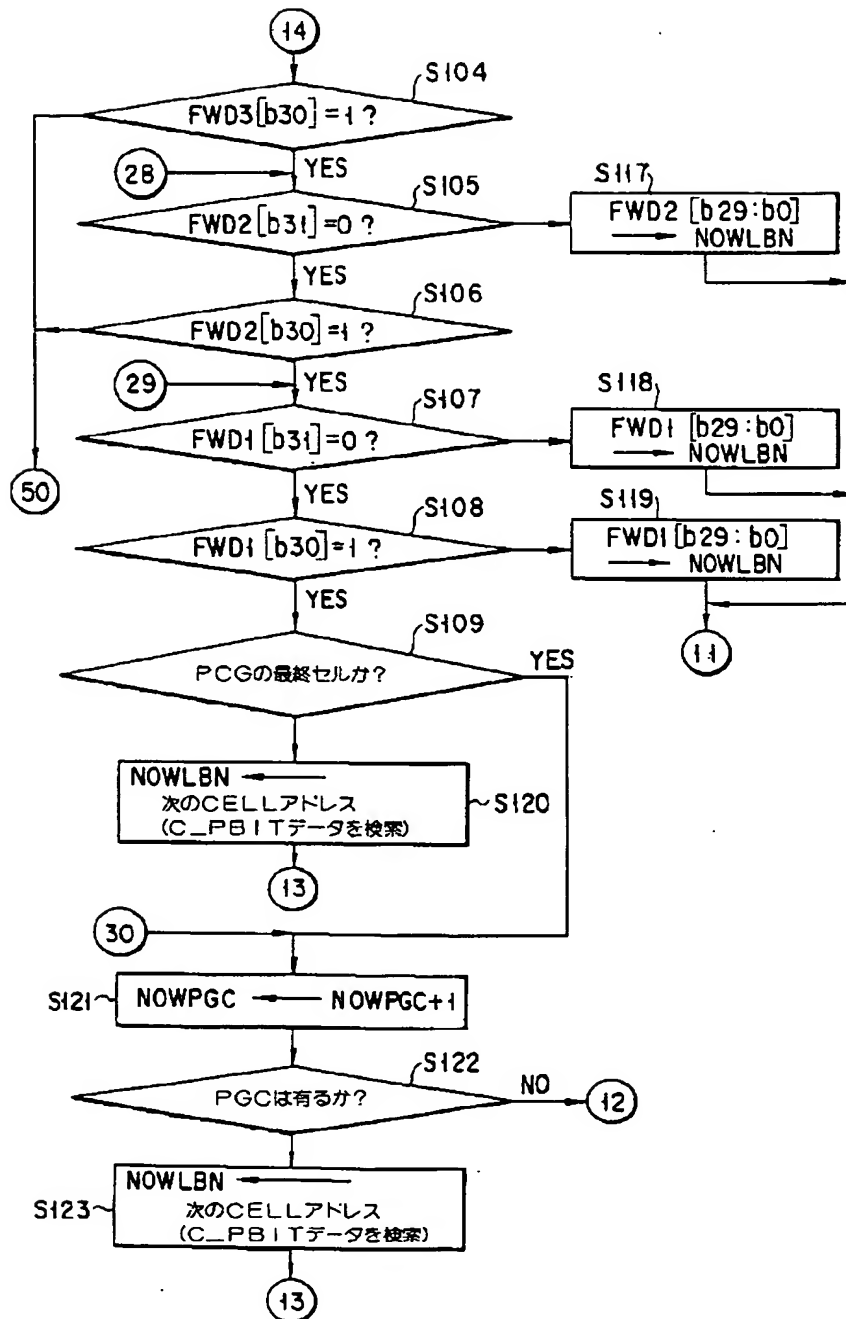 14
S104
FWD3[b30]=1?
YES
28
S105
FWD2[b31]=0?
S117
FWD2 [b29:b0]
→ NOWLBN
YES
S106
FWD2[b30]=1?
YES
29
S107
FWD1[b31]=0?
S118
FWD1 [b29:b0]
→ NOWLBN
50
YES
S108
FWD1[b30]=1?
S119
FWD1[b29:b0]
→ NOWLBN
YES
11
S109
PCGの最終セルか?
YES
NOWLBN ←
次のCELLアドレス
(C_PBITデータを検索)
S120
13
30
S121
NOWPGC ← NOWPGC+1
S122
PGCは有るか?
NO
12
S123
NOWLBN ←
次のCELLアドレス
(C_PBITデータを検索)
13